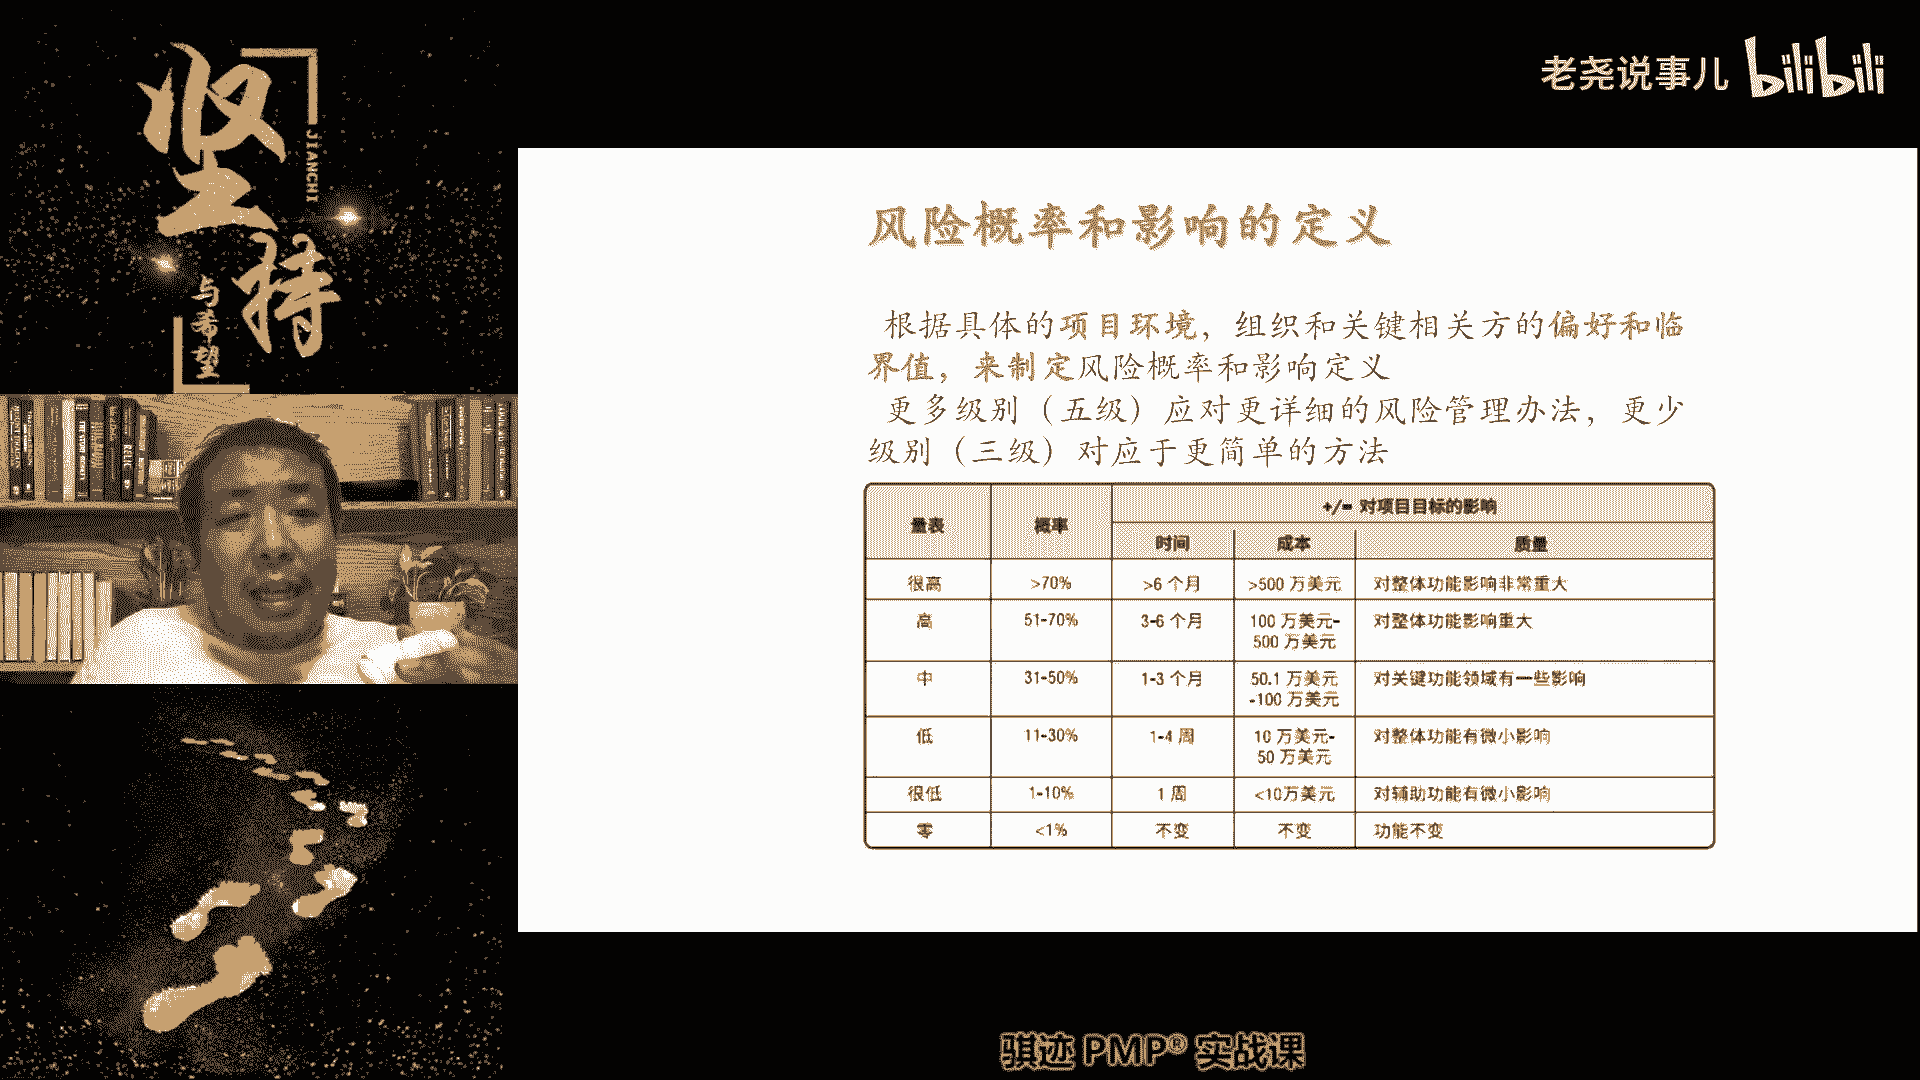 坚持
JIANCHI
与希望
老尧说事儿 bilibili
风险概率和影响的定义
根据具体的项目环境，组织和关键相关方的偏好和临
界值，来制定风险概率和影响定义
更多级别（五级）应对更详细的风险管理办法，更少
级别（三级）对应于更简单的方法
量表 概率 +/- 对项目目标的影响
时间 成本 质量
很高 >70% >6 个月 >500 万美元 对整体功能影响非常重大
高 51-70% 3-6 个月 100 万美元- 对整体功能影响重大
500 万美元
中 31-50% 1-3 个月 50.1 万美元 对关键功能领域有一些影响
-100 万美元
低 11-30% 1-4 周 10 万美元- 对整体功能有微小影响
50 万美元
很低 1-10% 1 周 <10万美元 对辅助功能有微小影响
零 <1% 不变 不变 功能不变
骐迹 PMP® 实战课